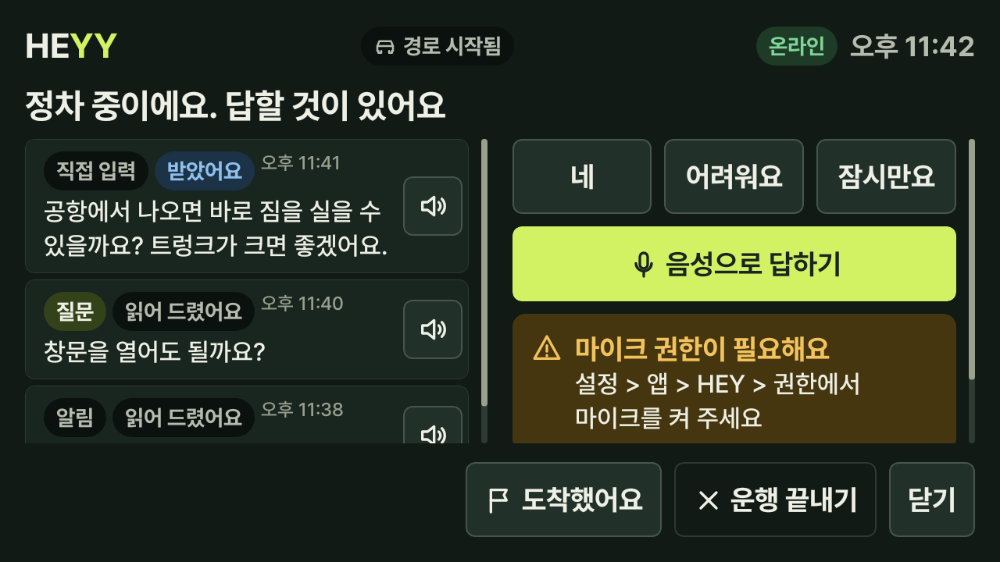 HEYY
경로 시작됨
온라인
오후 11:42
정차 중이에요. 답할 것이 있어요
직접 입력
받았어요
오후 11:41
공항에서 나오면 바로 짐을 실을 수
있을까요? 트렁크가 크면 좋겠어요.
질문
읽어 드렸어요
오후 11:40
창문을 열어도 될까요?
알림
읽어 드렸어요
오후 11:38
네
어려워요
잠시만요
음성으로 답하기
마이크 권한이 필요해요
설정 > 앱 > HEY > 권한에서
마이크를 켜 주세요
도착했어요
운행 끝내기
닫기